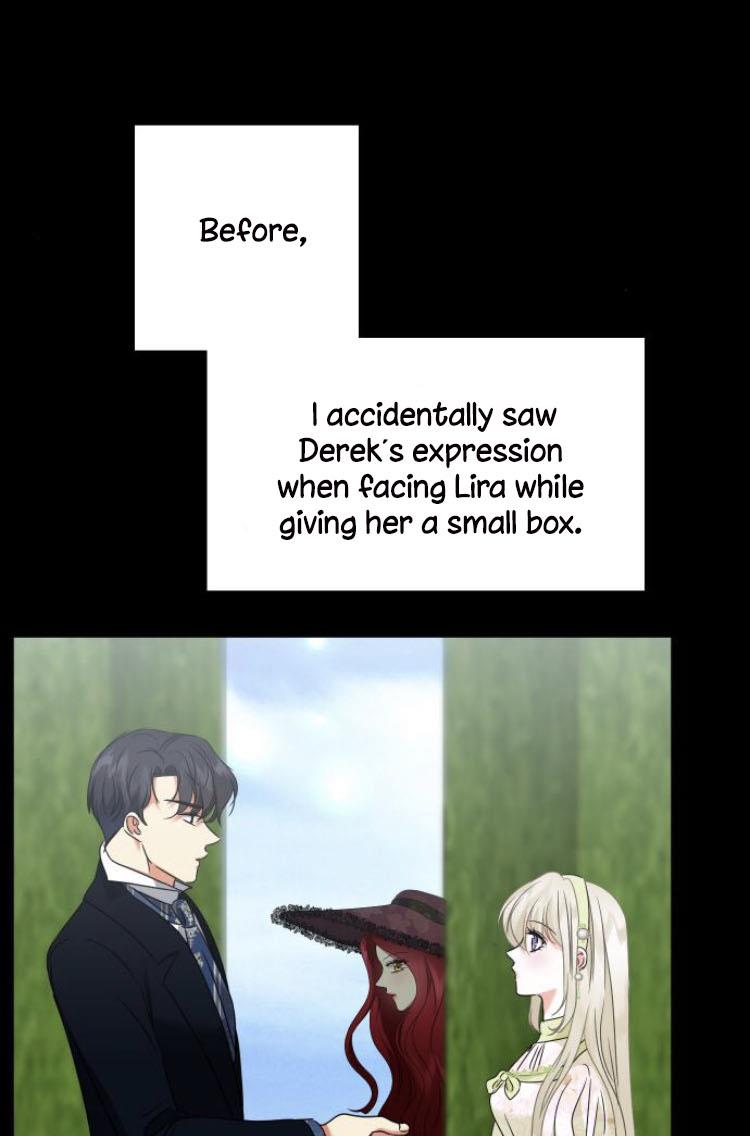 Before,
I accidentally saw
Derek´s expression
when facing Lira while
giving her a small box.